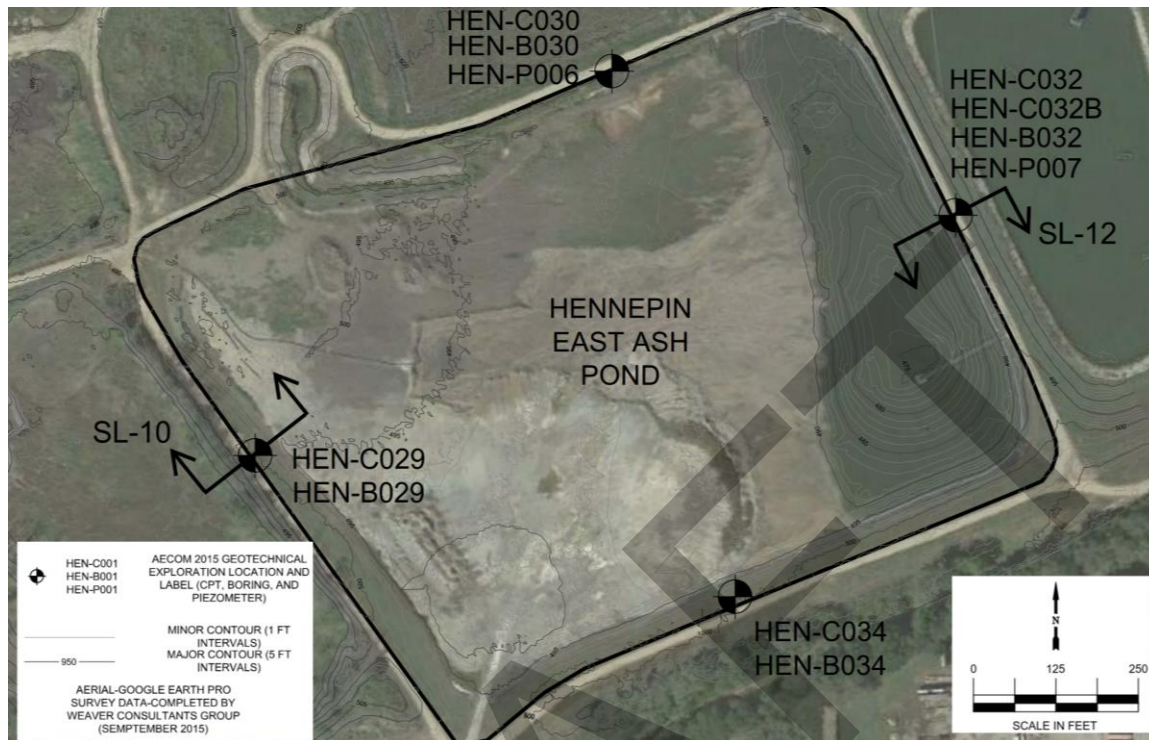 HEN-C030
HEN-B030
HEN-P006
HEN-C032
HEN-C032B
HEN-B032
HEN-P007
SL-12
HENNEPIN
EAST ASH
POND
SL-10
HEN-C029
HEN-B029
HEN-C034
HEN-B034
HEN-C001
HEN-B001
HEN-P001
AECOM 2015 GEOTECHNICAL
EXPLORATION LOCATION AND
LABEL (CPT, BORING, AND
PIEZOMETER)
MINOR CONTOUR (1 FT
INTERVALS)
950
MAJOR CONTOUR (5 FT
INTERVALS)
AERIAL-GOOGLE EARTH PRO
SURVEY DATA-COMPLETED BY
WEAVER CONSULTANTS GROUP
(SEMPTEMBER 2015)
N
0 125 250
SCALE IN FEET